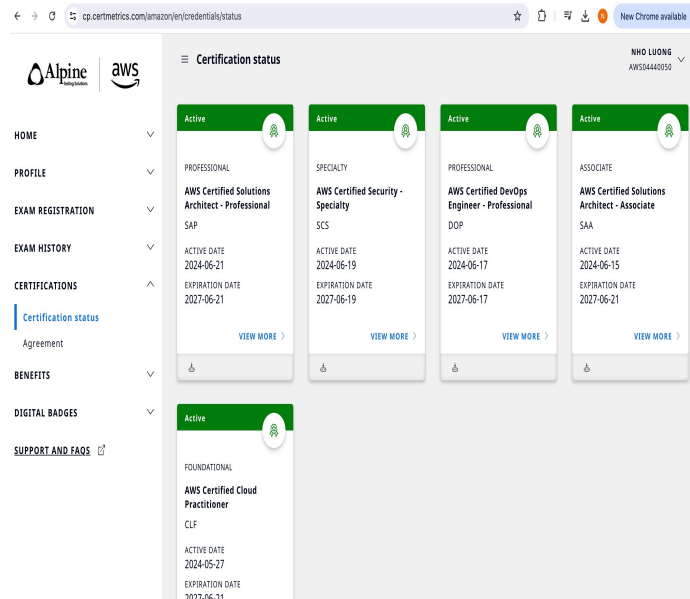 cp.certmetrics.com/amazon/en/credentials/status
New Chrome available
N
Alpine
Testing Solutions
aws
Certification status
NHO LUONG
AWS04440050
HOME
PROFILE
EXAM REGISTRATION
EXAM HISTORY
CERTIFICATIONS
Certification status
Agreement
BENEFITS
DIGITAL BADGES
SUPPORT AND FAQS
Active
PROFESSIONAL
AWS Certified Solutions
Architect - Professional
SAP
ACTIVE DATE
2024-06-21
EXPIRATION DATE
2027-06-21
VIEW MORE
Active
SPECIALTY
AWS Certified Security -
Specialty
SCS
ACTIVE DATE
2024-06-19
EXPIRATION DATE
2027-06-19
VIEW MORE
Active
PROFESSIONAL
AWS Certified DevOps
Engineer - Professional
DOP
ACTIVE DATE
2024-06-17
EXPIRATION DATE
2027-06-17
VIEW MORE
Active
ASSOCIATE
AWS Certified Solutions
Architect - Associate
SAA
ACTIVE DATE
2024-06-15
EXPIRATION DATE
2027-06-21
VIEW MORE
Active
FOUNDATIONAL
AWS Certified Cloud
Practitioner
CLF
ACTIVE DATE
2024-05-27
EXPIRATION DATE
2027-06-21